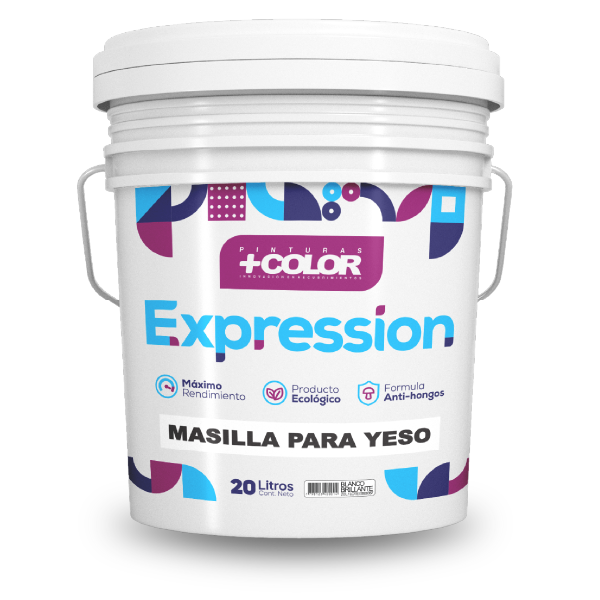 PINTURAS
+COLOR
Expression
Máximo
Rendimiento
Producto
Ecológico
Formula
Anti-hongos
MASILLA PARA YESO
20 Litros
Cont. Neto
BLANCO
BRILLANTE